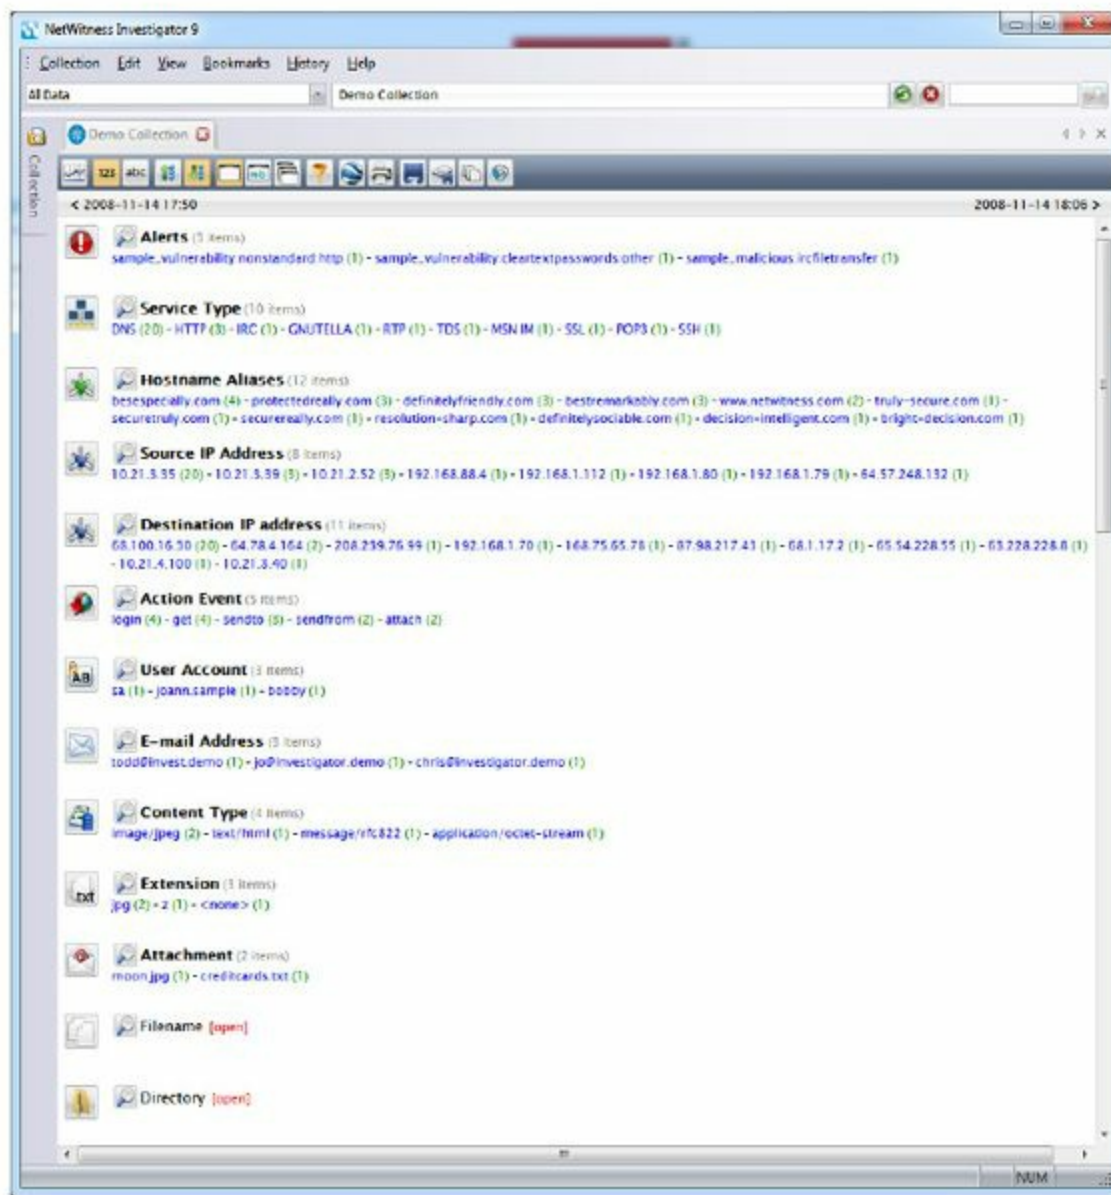 NetWitness Investigator 9
Collection Edit View Bookmarks History Help
All Data Demo Collection
Collection
Demo Collection
123 abc
< 2008-11-14 17:50 2008-11-14 18:06 >
Alerts (3 items)
sample_vulnerability nonstandard http (1) - sample_vulnerability cleartextpasswords other (1) - sample_malicious ircfiletransfer (1)
Service Type (10 items)
DNS (20) - HTTP (3) - IRC (1) - GNUTELLA (1) - RTP (1) - TDS (1) - MSN IM (1) - SSL (1) - POP3 (1) - SSH (1)
Hostname Aliases (12 items)
besespecially.com (4) - protectedreally.com (3) - definitelyfriendly.com (3) - bestremarkably.com (3) - www.netwitness.com (2) - truly-secure.com (1) -
securetruly.com (1) - securereally.com (1) - resolution-sharp.com (1) - definitelysociable.com (1) - decision-intelligent.com (1) - bright-decision.com (1)
Source IP Address (8 items)
10.21.3.35 (20) - 10.21.3.39 (3) - 10.21.2.52 (3) - 192.168.88.4 (1) - 192.168.1.112 (1) - 192.168.1.80 (1) - 192.168.1.79 (1) - 64.57.248.132 (1)
Destination IP address (11 items)
68.100.16.30 (20) - 64.78.4.164 (2) - 208.239.76.99 (1) - 192.168.1.70 (1) - 168.75.65.78 (1) - 87.98.217.43 (1) - 68.1.17.2 (1) - 65.54.228.55 (1) - 63.228.228.8 (1)
- 10.21.4.100 (1) - 10.21.3.40 (1)
Action Event (5 items)
login (4) - get (4) - sendto (3) - sendfrom (2) - attach (2)
AB
User Account (3 items)
sa (1) - joann.sample (1) - bobby (1)
E-mail Address (3 items)
todd@invest.demo (1) - jo@investigator.demo (1) - chris@investigator.demo (1)
Content Type (4 items)
image/jpeg (2) - text/html (1) - message/rfc822 (1) - application/octet-stream (1)
.txt
Extension (3 items)
jpg (2) - z (1) - <none> (1)
Attachment (2 items)
moon.jpg (1) - creditcards.txt (1)
Filename [open]
Directory [open]
NUM